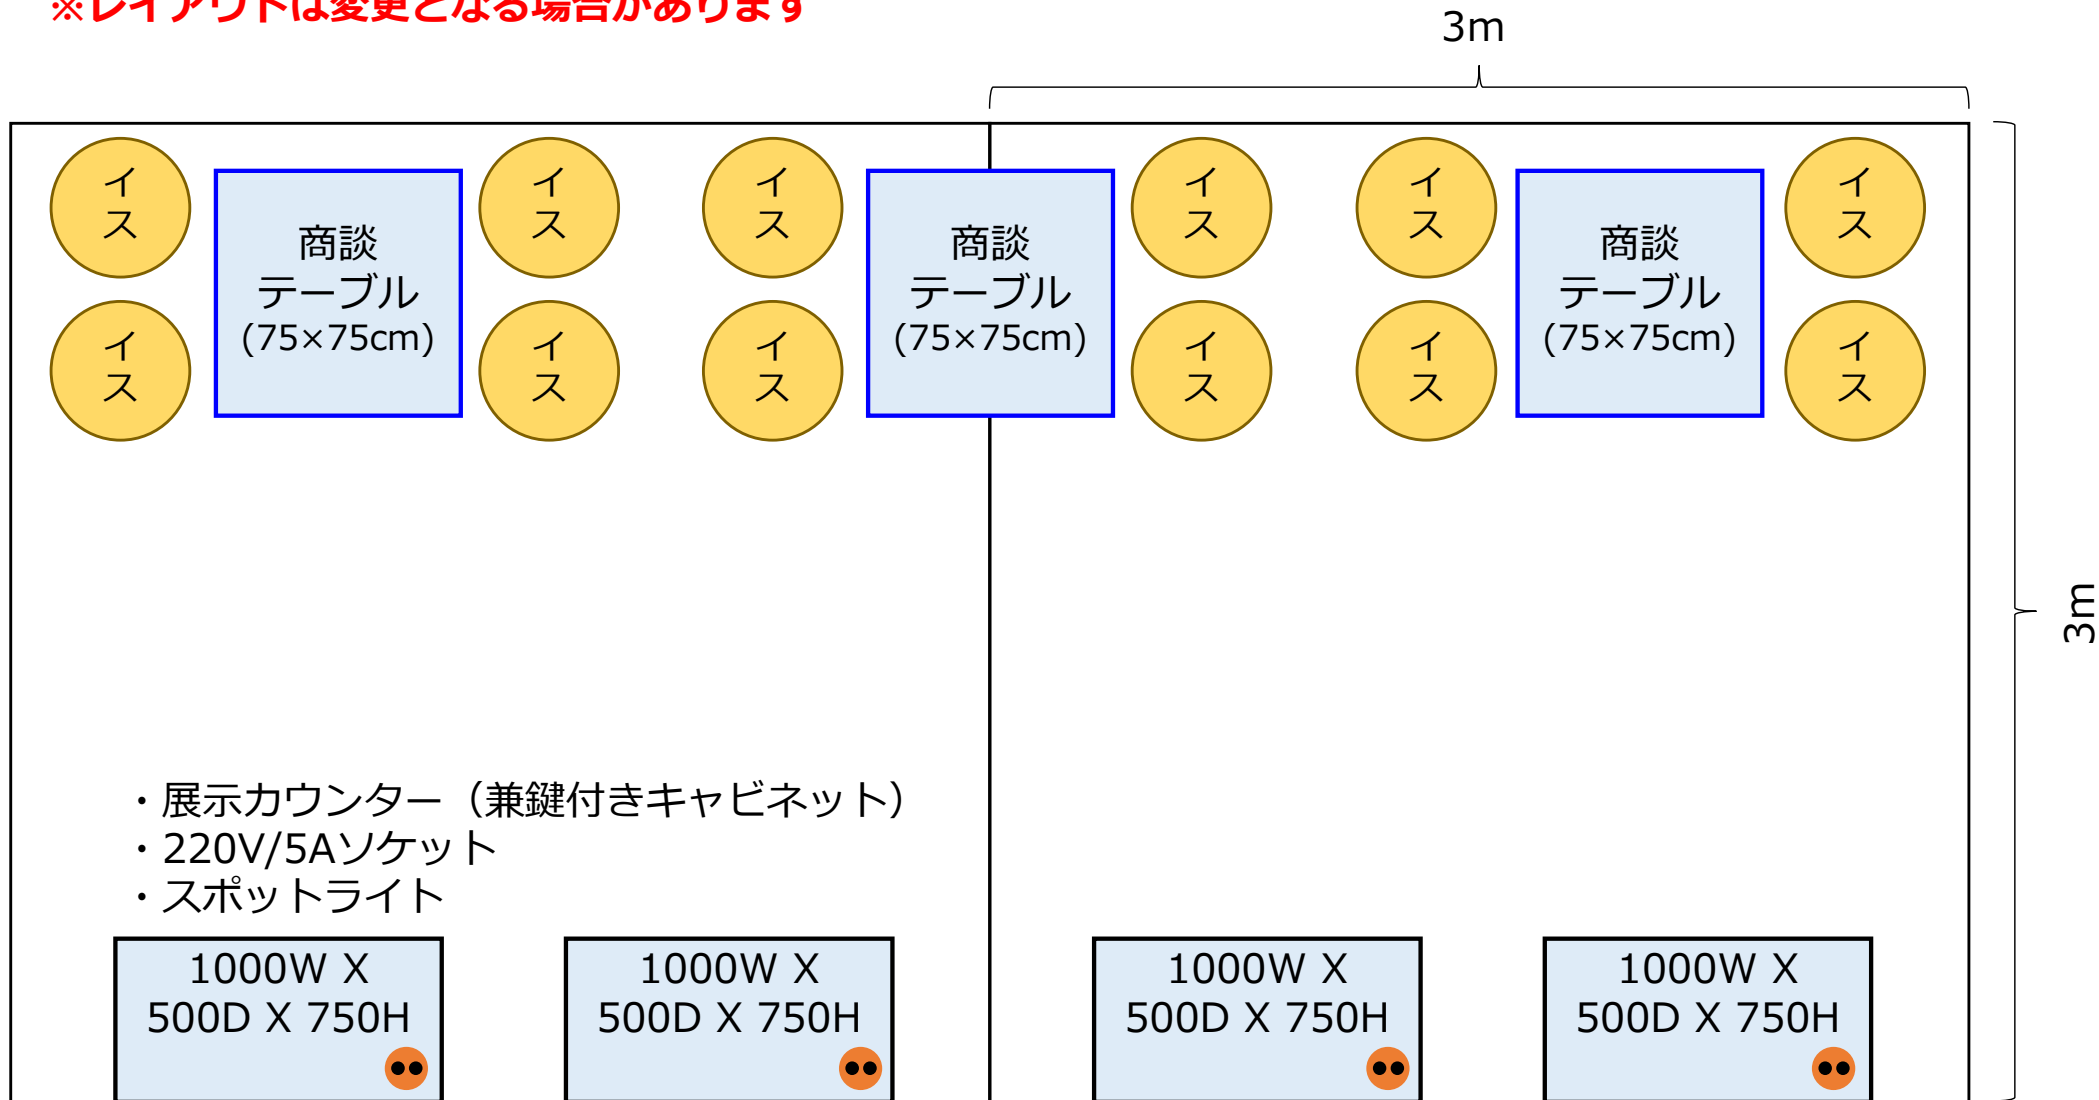 ※レイアウトは変更となる場合があります
3m
イ
ス
商談
テーブル
(75×75cm)
イ
ス
イ
ス
商談
テーブル
(75×75cm)
イ
ス
イ
ス
商談
テーブル
(75×75cm)
イ
ス
イ
ス
イ
ス
イ
ス
イ
ス
イ
ス
イ
ス
3m
・展示カウンター（兼鍵付きキャビネット）
・220V/5Aソケット
・スポットライト
1000W X
500D X 750H
1000W X
500D X 750H
1000W X
500D X 750H
1000W X
500D X 750H